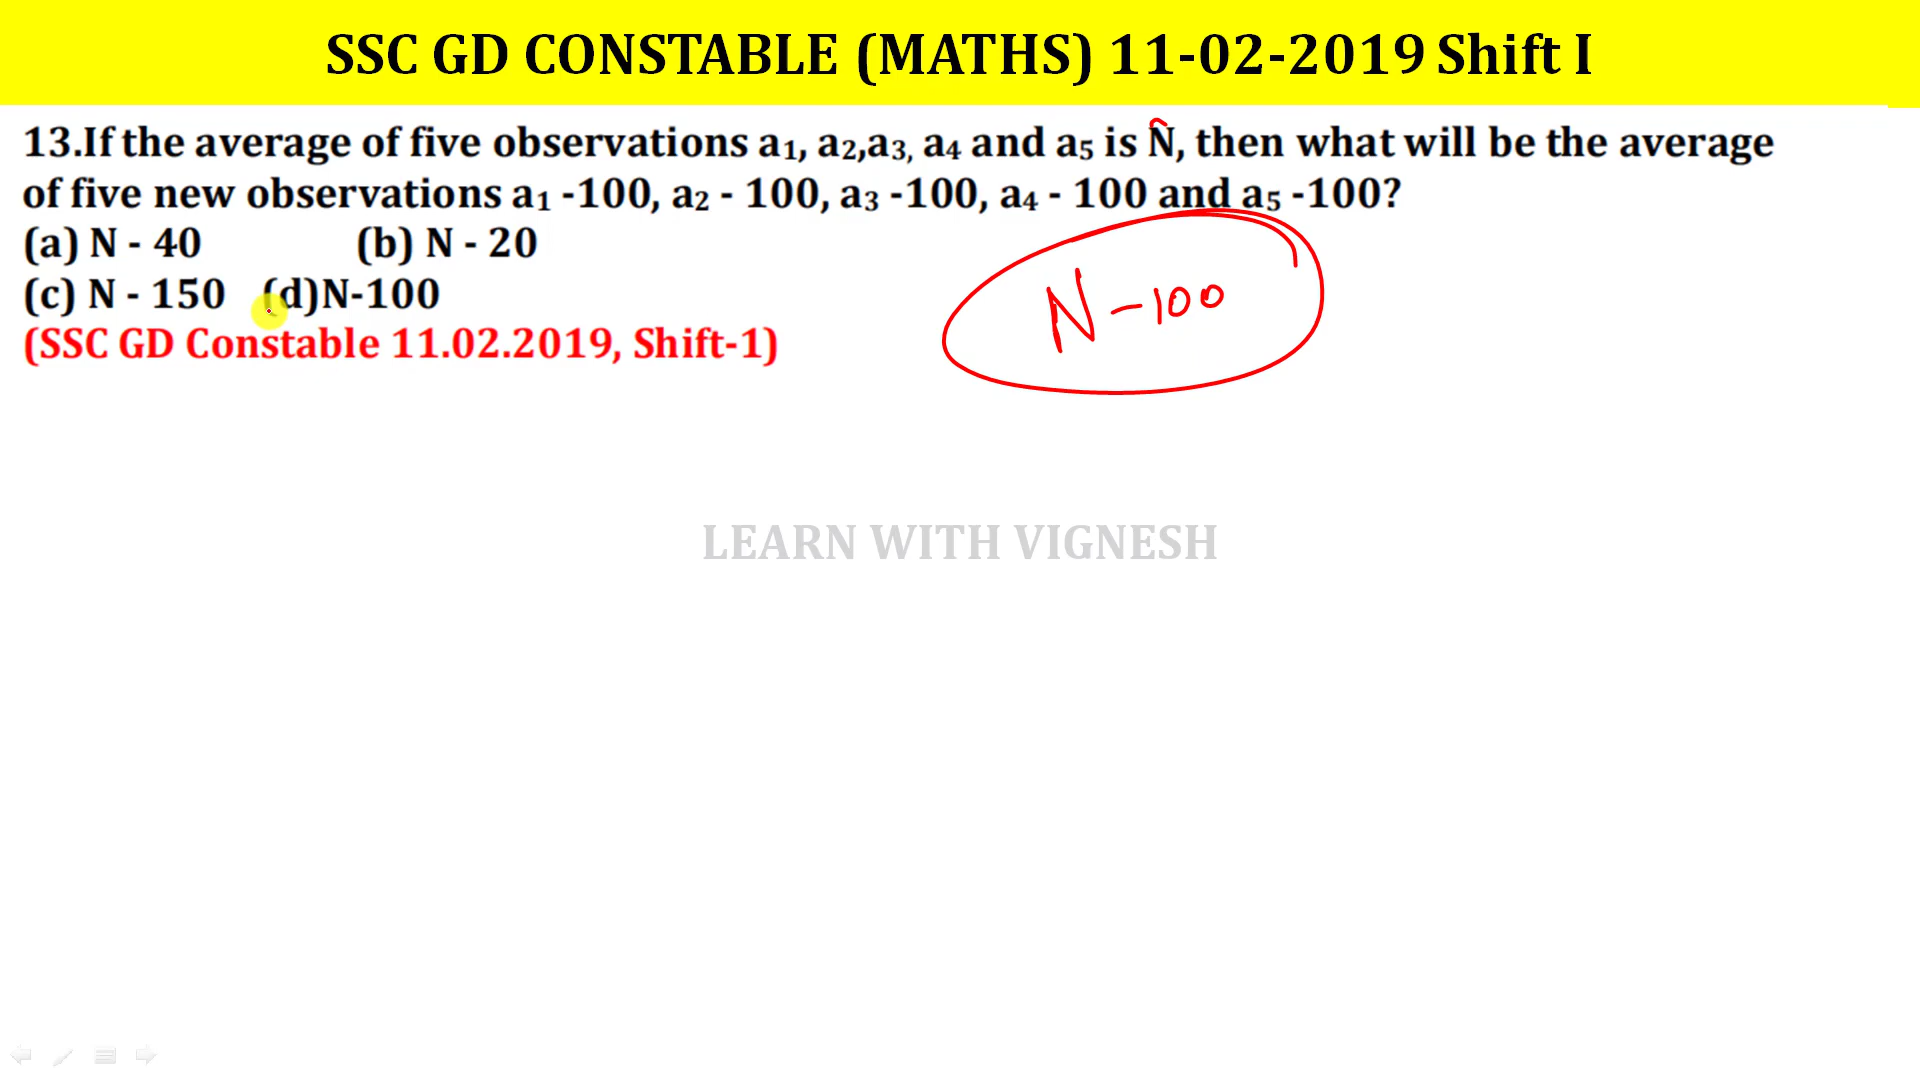 SSC GD CONSTABLE (MATHS) 11-02-2019 Shift I
13.If the average of five observations a₁, a₂,a₃, a₄ and a₅ is N, then what will be the average
of five new observations a₁ -100, a₂ - 100, a₃ -100, a₄ - 100 and a₅ -100?
(a) N - 40 (b) N - 20
(c) N - 150 (d)N-100
N-100
(SSC GD Constable 11.02.2019, Shift-1)
LEARN WITH VIGNESH